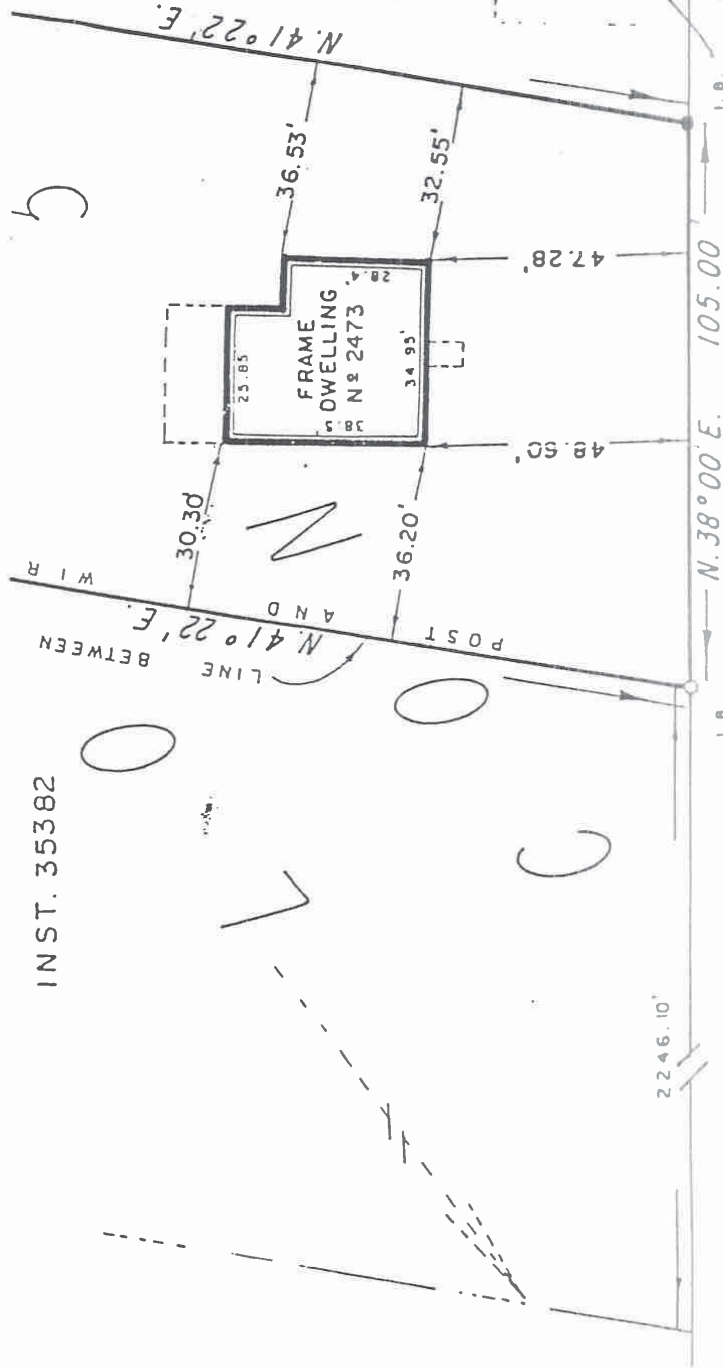 N. 41° 22' E.
36.53'
32.55'
C
47.28'
28.4'
25.85
FRAME
DWELLING
Nº 2473
34.95'
38.5'
48.60'
30.30'
36.20'
N
N. 38° 00' E. 105.00'
I.B.
I.B.
N. 41° 22' E.
LINE BETWEEN
POST AND WIR
INST. 35382
O
O
L
C
2246.10'